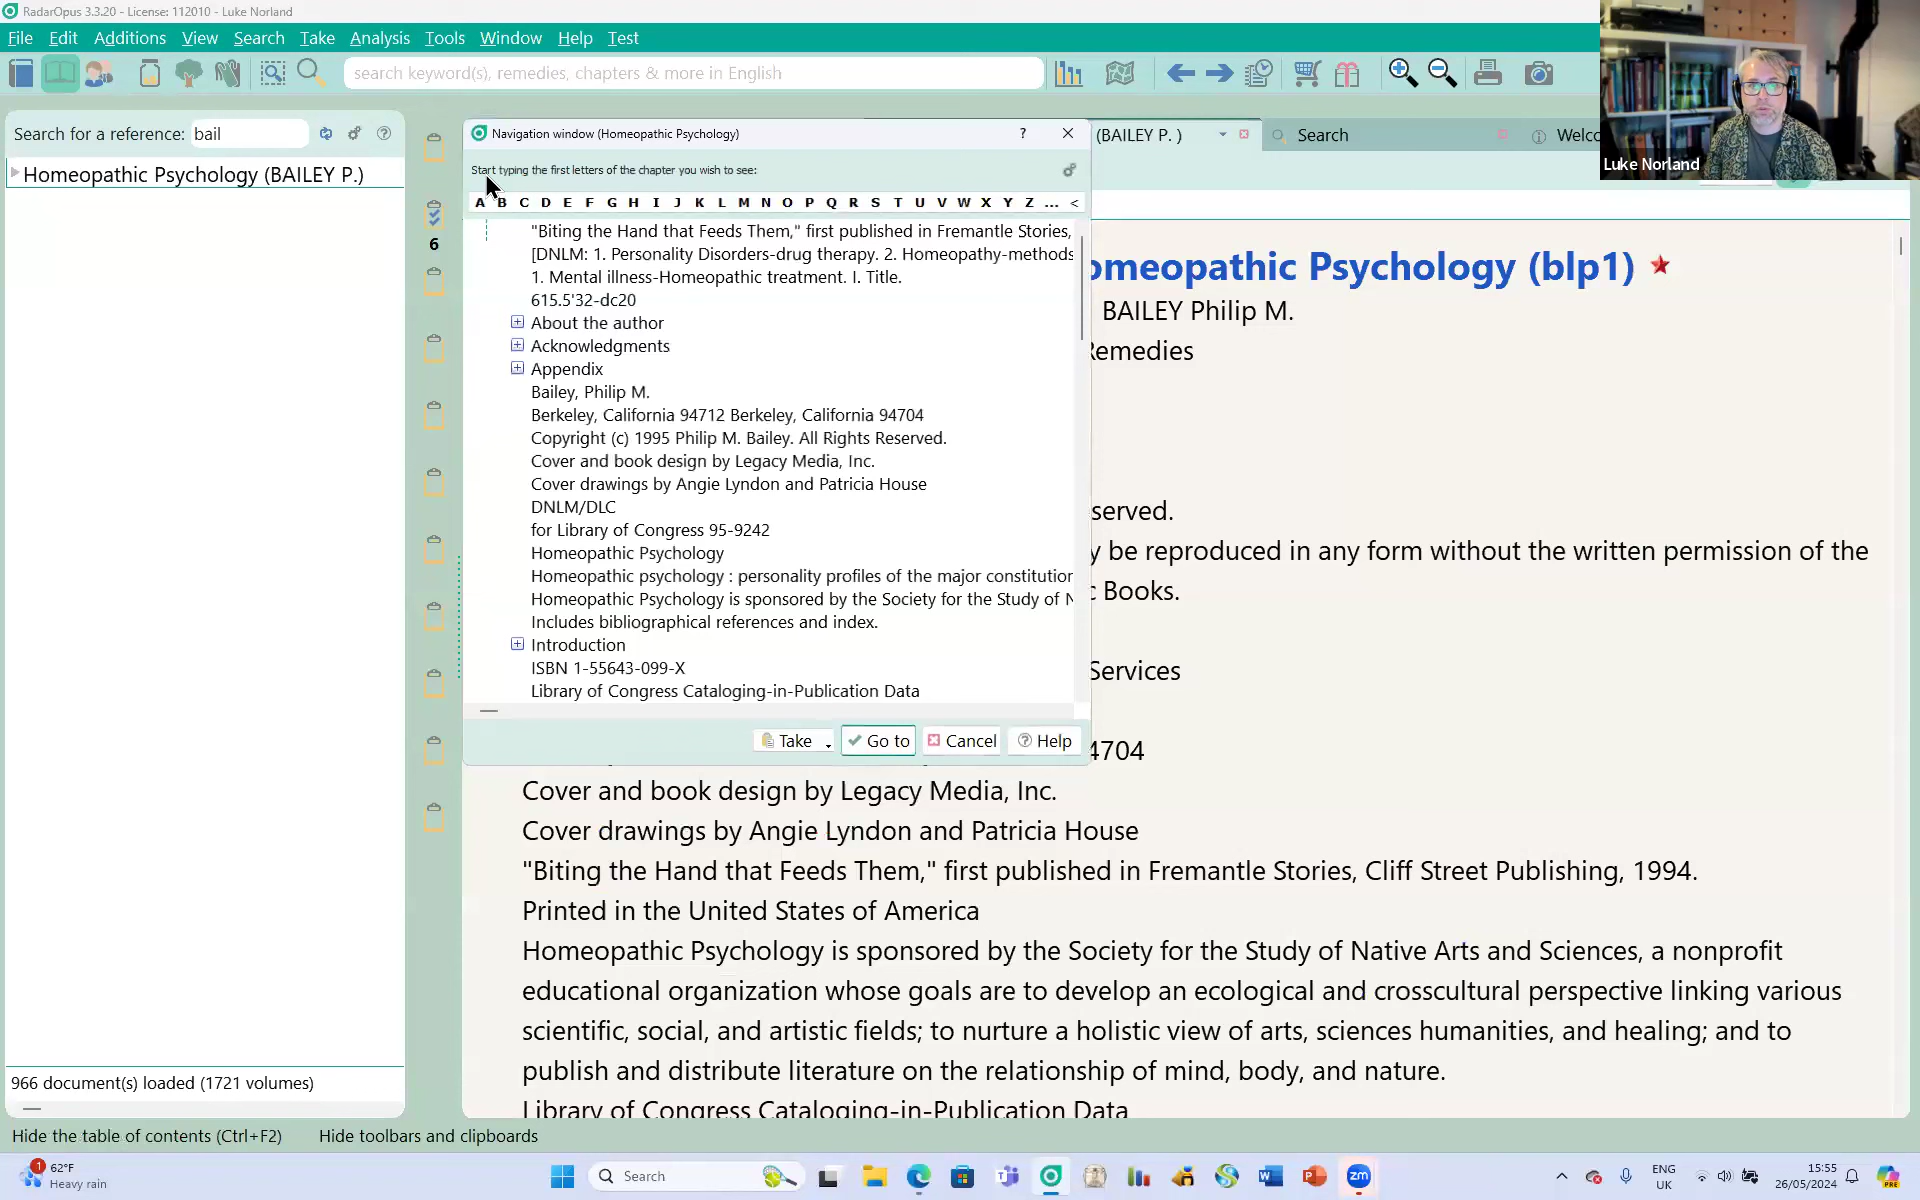 RadarOpus 3.3.20 - License: 112010 - Luke Norland
File Edit Additions View Search Take Analysis Tools Window Help Test
search keyword(s), remedies, chapters & more in English
Luke Norland
Search for a reference: bail
Homeopathic Psychology (BAILEY P.)
6
966 document(s) loaded (1721 volumes)
(BAILEY P. )
Search
Welco
Navigation window (Homeopathic Psychology)
Start typing the first letters of the chapter you wish to see:
A B C D E F G H I J K L M N O P Q R S T U V W X Y Z ... <
"Biting the Hand that Feeds Them," first published in Fremantle Stories,
[DNLM: 1. Personality Disorders-drug therapy. 2. Homeopathy-methods
1. Mental illness-Homeopathic treatment. I. Title.
615.5'32-dc20
About the author
Acknowledgments
Appendix
Bailey, Philip M.
Berkeley, California 94712 Berkeley, California 94704
Copyright (c) 1995 Philip M. Bailey. All Rights Reserved.
Cover and book design by Legacy Media, Inc.
Cover drawings by Angie Lyndon and Patricia House
DNLM/DLC
for Library of Congress 95-9242
Homeopathic Psychology
Homeopathic psychology : personality profiles of the major constitution
Homeopathic Psychology is sponsored by the Society for the Study of N
Includes bibliographical references and index.
Introduction
ISBN 1-55643-099-X
Library of Congress Cataloging-in-Publication Data
Take
Go to
Cancel
Help
omeopathic Psychology (blp1)
BAILEY Philip M.
Remedies
served.
y be reproduced in any form without the written permission of the
c Books.
Services
4704
Cover and book design by Legacy Media, Inc.
Cover drawings by Angie Lyndon and Patricia House
"Biting the Hand that Feeds Them," first published in Fremantle Stories, Cliff Street Publishing, 1994.
Printed in the United States of America
Homeopathic Psychology is sponsored by the Society for the Study of Native Arts and Sciences, a nonprofit
educational organization whose goals are to develop an ecological and crosscultural perspective linking various
scientific, social, and artistic fields; to nurture a holistic view of arts, sciences humanities, and healing; and to
publish and distribute literature on the relationship of mind, body, and nature.
Library of Congress Cataloging-in-Publication Data
Hide the table of contents (Ctrl+F2)
Hide toolbars and clipboards
1
62°F
Heavy rain
Search
zm
ENG
UK
15:55
26/05/2024
PRE